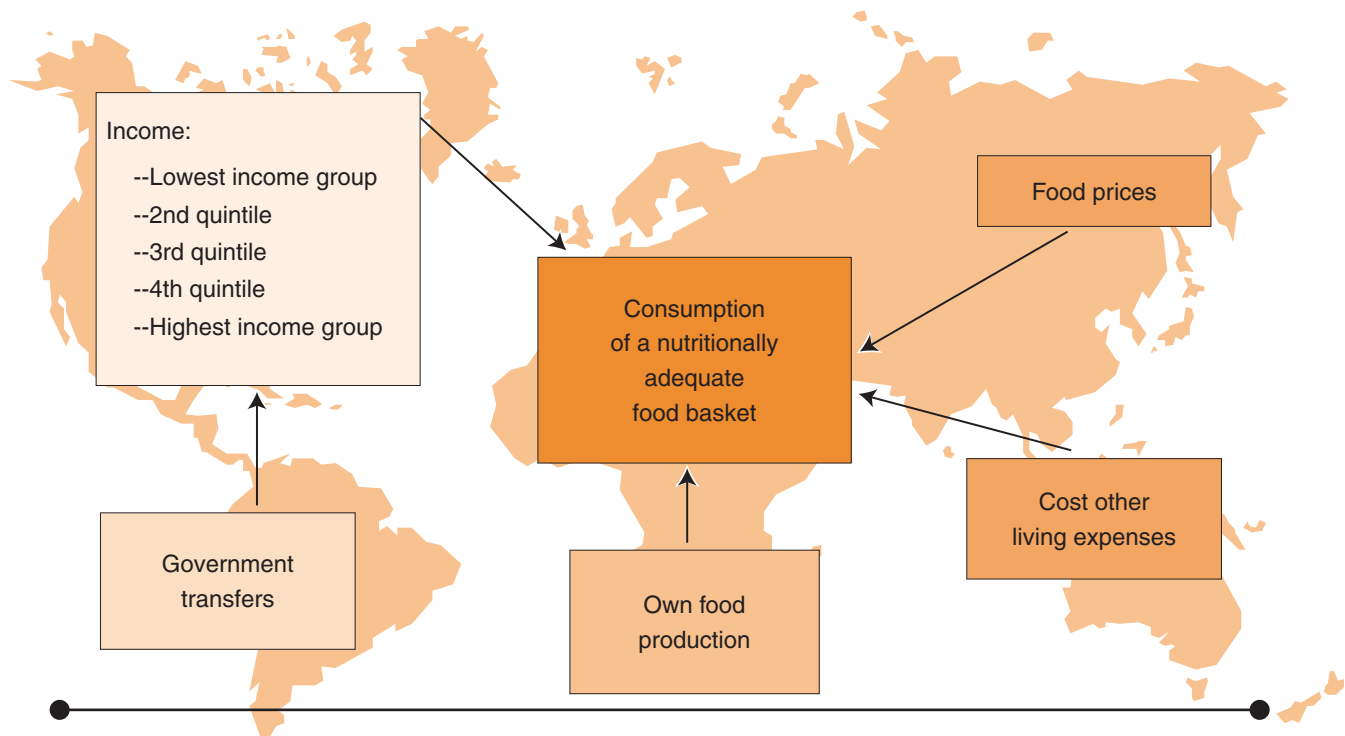 Income:
--Lowest income group
--2nd quintile
--3rd quintile
--4th quintile
--Highest income group
Food prices
Consumption
of a nutritionally
adequate
food basket
Cost other
living expenses
Government
transfers
Own food
production